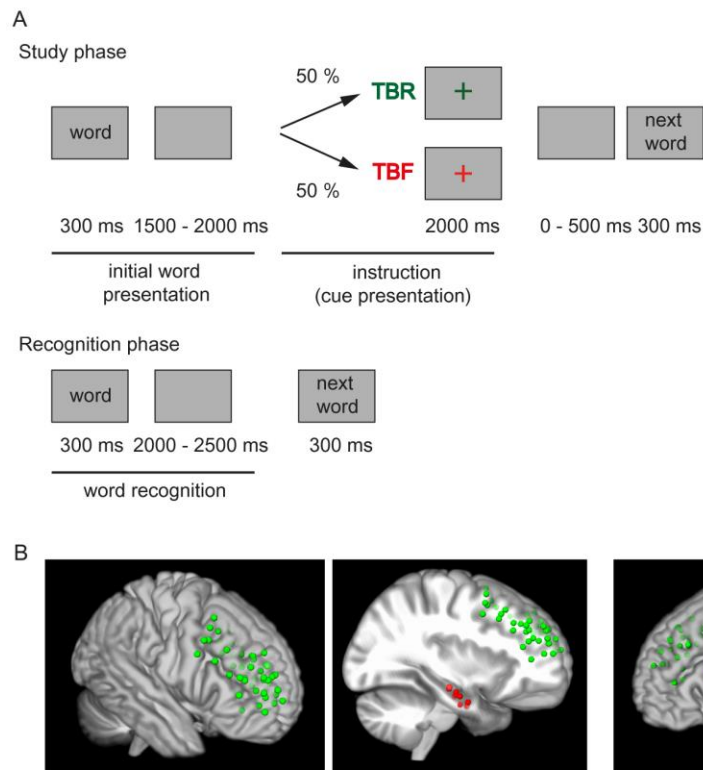 A
Study phase
50 %
TBR
word
next
word
TBF
50 %
300 ms 1500 - 2000 ms
2000 ms
0 - 500 ms 300 ms
initial word
presentation
instruction
(cue presentation)
Recognition phase
word
next
word
300 ms 2000 - 2500 ms
300 ms
word recognition
B